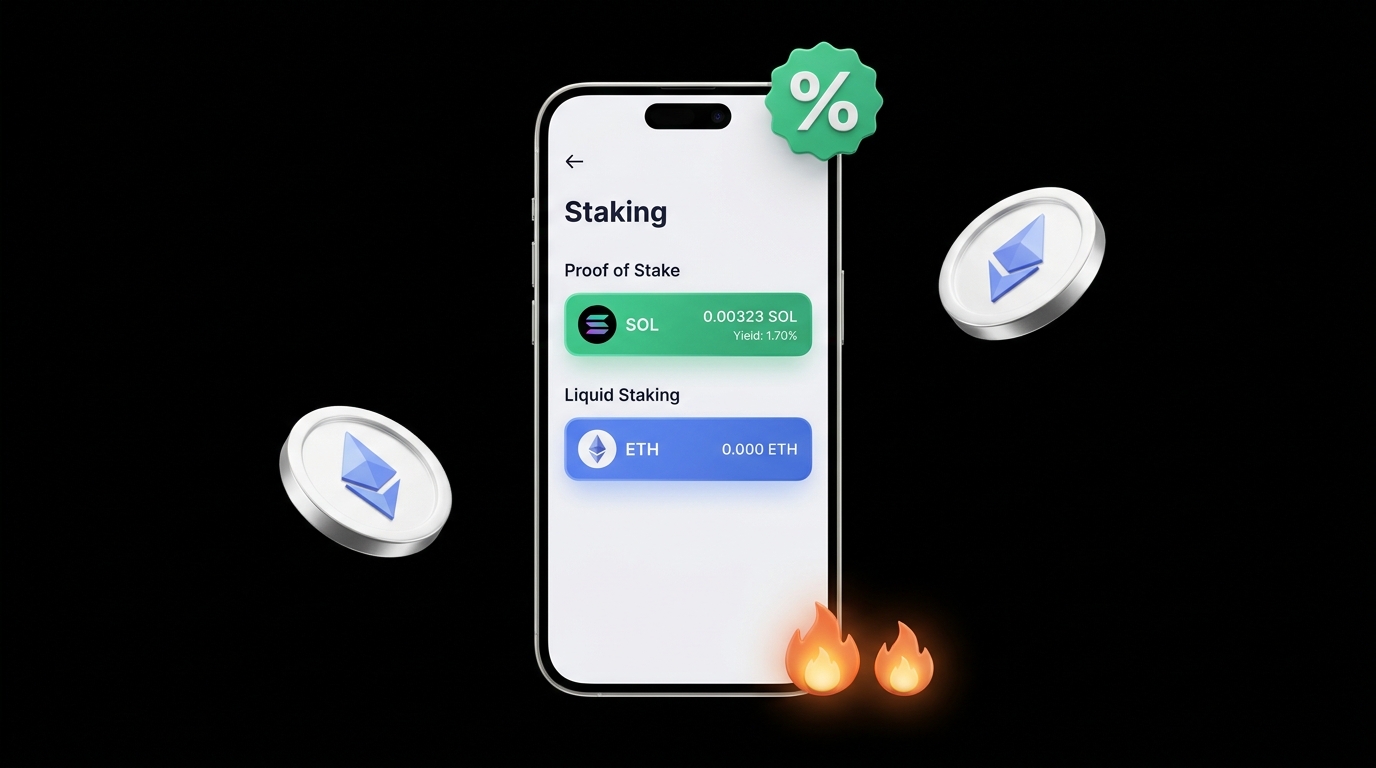 %
Staking
Proof of Stake
SOL
0.00323 SOL
Yield: 1.70%
Liquid Staking
ETH
0.000 ETH